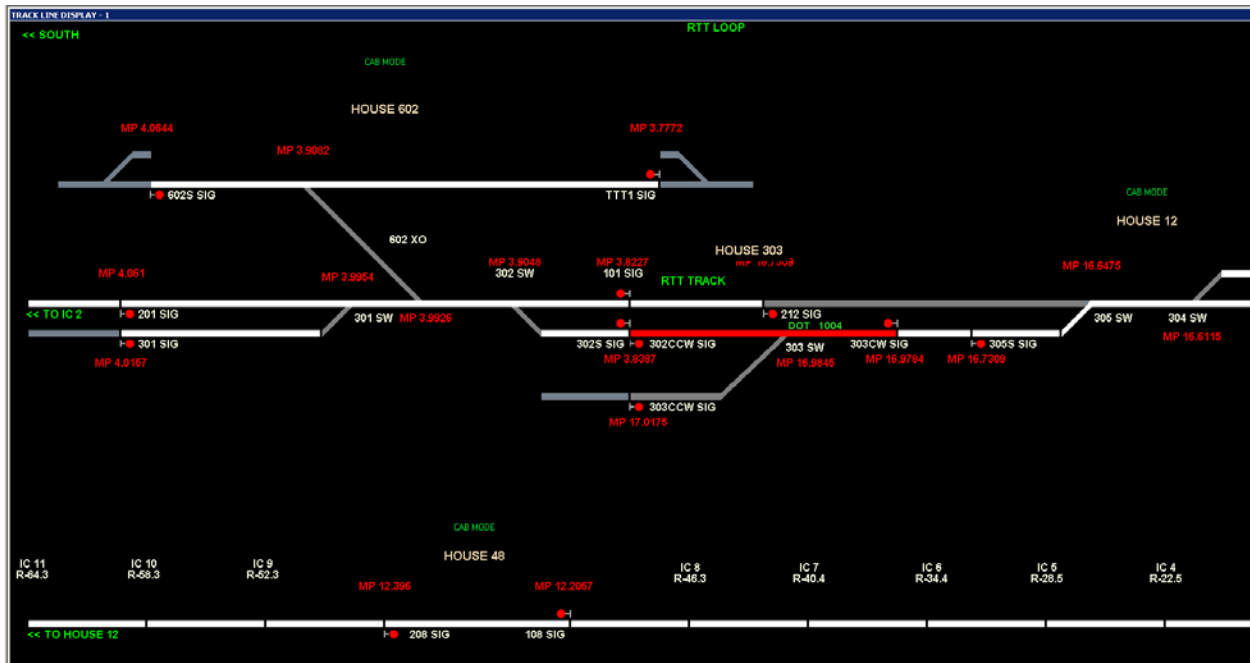 TRACK LINE DISPLAY - 1
<< SOUTH
RTT LOOP
CAB MODE
HOUSE 602
MP 4.0644
MP 3.9082
MP 3.7772
602S SIG
TTT1 SIG
CAB MODE
HOUSE 12
602 XO
HOUSE 303
MP 4.061
MP 3.9954
MP 3.9048
302 SW
MP 3.8227
101 SIG
MP 16.7309
MP 16.6475
RTT TRACK
<< TO IC 2
201 SIG
301 SW
MP 3.9926
212 SIG
305 SW
304 SW
DOT 1004
301 SIG
302S SIG
302CCW SIG
303 SW
303CW SIG
305S SIG
MP 16.6115
MP 4.0157
MP 3.8387
MP 16.9845
MP 16.9784
MP 16.7309
303CCW SIG
MP 17.0175
CAB MODE
HOUSE 48
IC 11
R-64.3
IC 10
R-58.3
IC 9
R-52.3
MP 12.396
MP 12.2057
IC 8
R-46.3
IC 7
R-40.4
IC 6
R-34.4
IC 5
R-28.5
IC 4
R-22.5
<< TO HOUSE 12
208 SIG
108 SIG